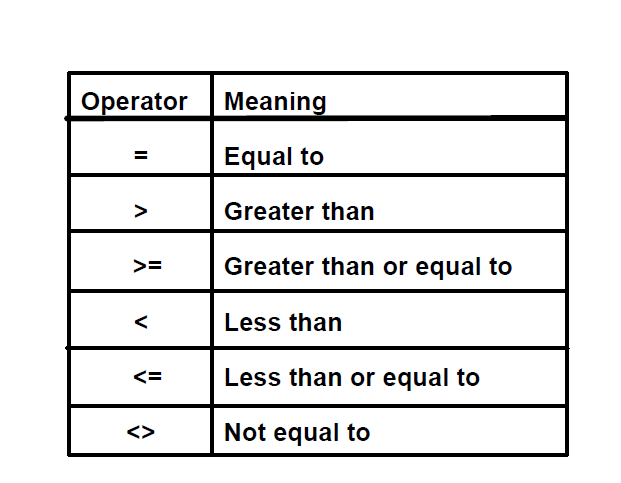 Operator Meaning
= Equal to
> Greater than
>= Greater than or equal to
< Less than
<= Less than or equal to
<> Not equal to